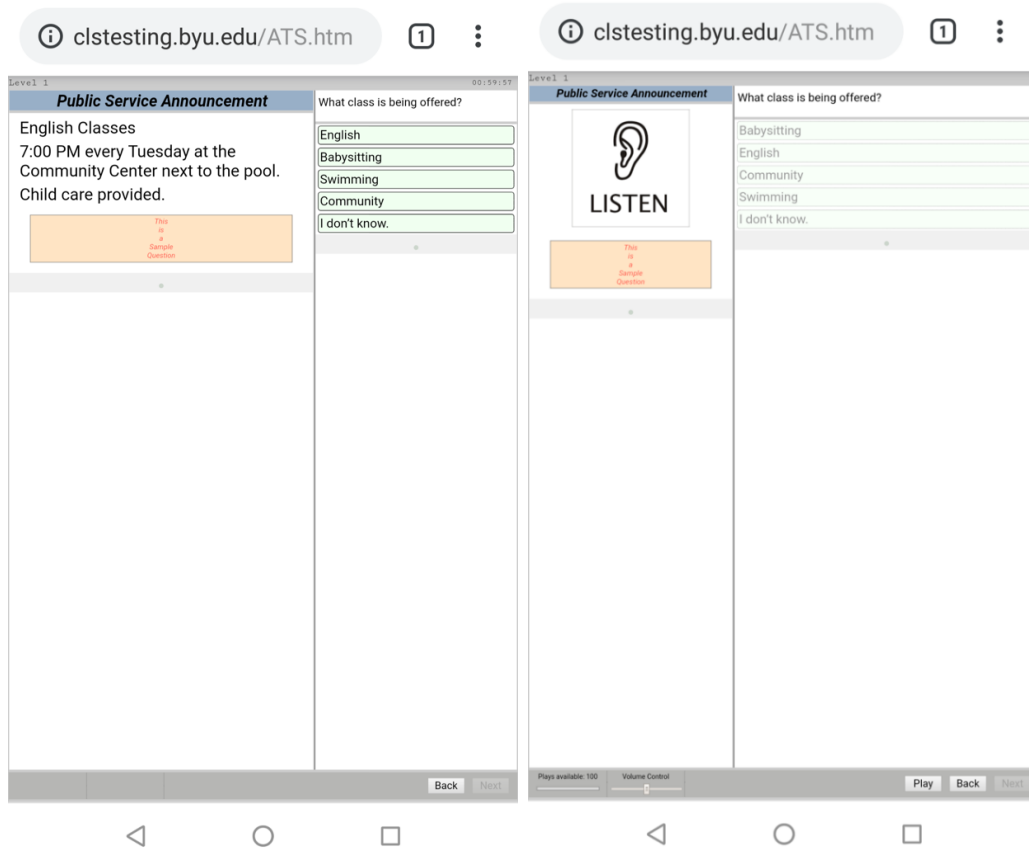 clstesting.byu.edu/ATS.htm
1
Level 1
00:59:57
Public Service Announcement
English Classes
7:00 PM every Tuesday at the
Community Center next to the pool.
Child care provided.
This
is
a
Sample
Question
What class is being offered?
English
Babysitting
Swimming
Community
I don't know.
Back
Next
clstesting.byu.edu/ATS.htm
1
Level 1
Public Service Announcement
LISTEN
This
is
a
Sample
Question
What class is being offered?
Babysitting
English
Community
Swimming
I don't know.
Plays available: 100
Volume Control
Play
Back
Next